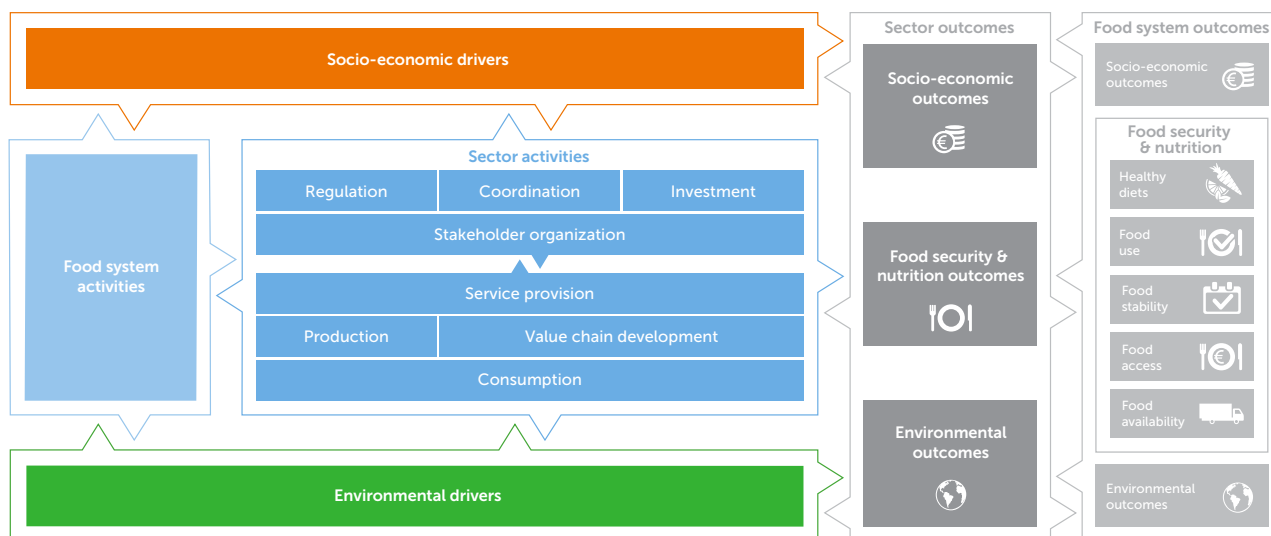 Socio-economic drivers
Food system
activities
Sector activities
Regulation
Coordination
Investment
Stakeholder organization
Service provision
Production
Value chain development
Consumption
Environmental drivers
Sector outcomes
Socio-economic
outcomes
€
Food security &
nutrition outcomes
Environmental
outcomes
Food system outcomes
Socio-economic
outcomes
€
Food security
& nutrition
Healthy
diets
Food
use
Food
stability
Food
access
€
Food
availability
Environmental
outcomes